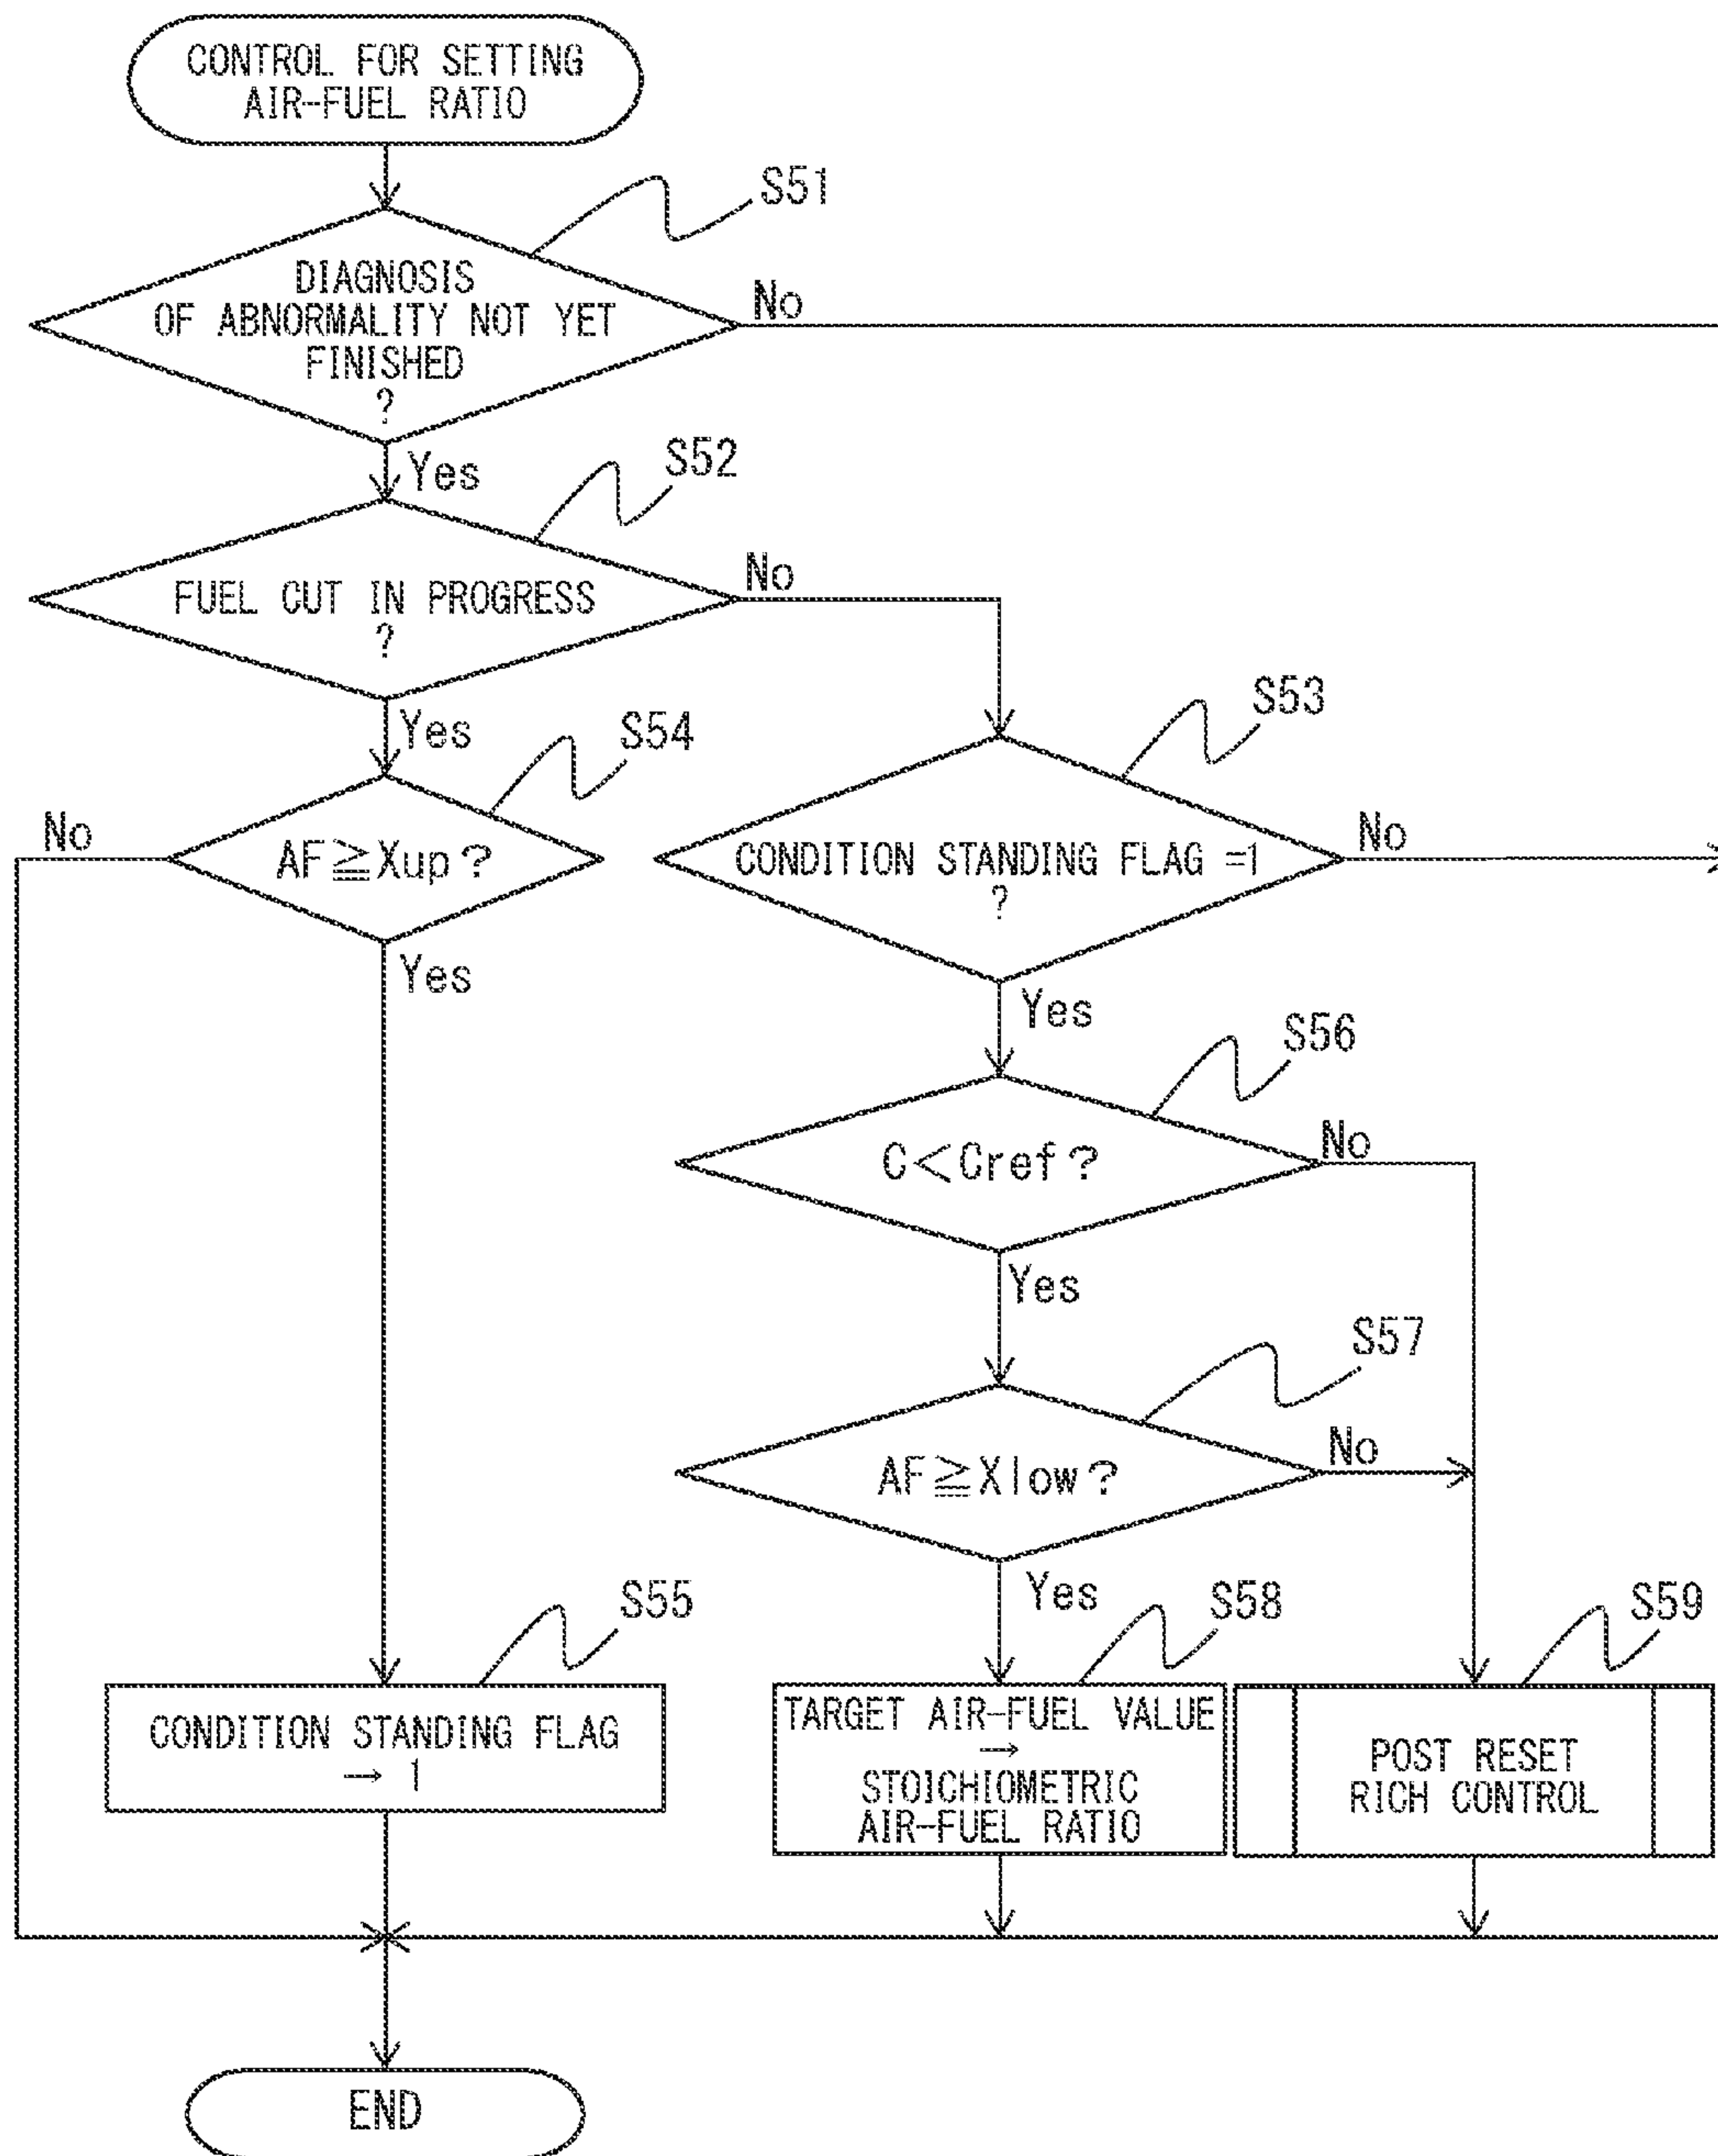 CONTROL FOR SETTING
AIR-FUEL RATIO
S51
DIAGNOSIS
OF ABNORMALITY NOT YET
FINISHED
?
No
Yes
S52
FUEL CUT IN PROGRESS
?
No
Yes
S53
S54
No
AF≧Xup?
CONDITION STANDING FLAG =1
?
No
Yes
Yes
S56
C<Cref?
No
Yes
S57
AF≧Xlow?
No
Yes
S55
S58
S59
CONDITION STANDING FLAG
→ 1
TARGET AIR-FUEL VALUE
→
STOICHIOMETRIC
AIR-FUEL RATIO
POST RESET
RICH CONTROL
END